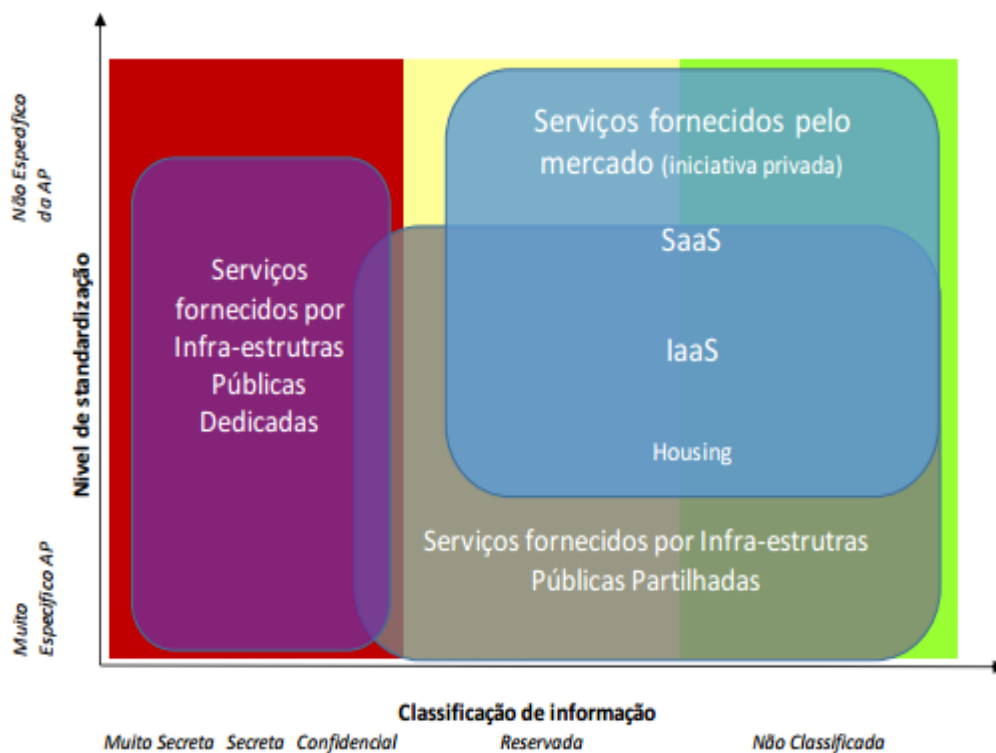 Não Específico
da AP
Nivel de standardização
Muito
Específico AP
Serviços fornecidos pelo
mercado (iniciativa privada)
SaaS
IaaS
Housing
Serviços
fornecidos por
Infra-estrutras
Públicas
Dedicadas
Serviços fornecidos por Infra-estrutras
Públicas Partilhadas
Classificação de informação
Muito Secreta Secreta Confidencial Reservada Não Classificada